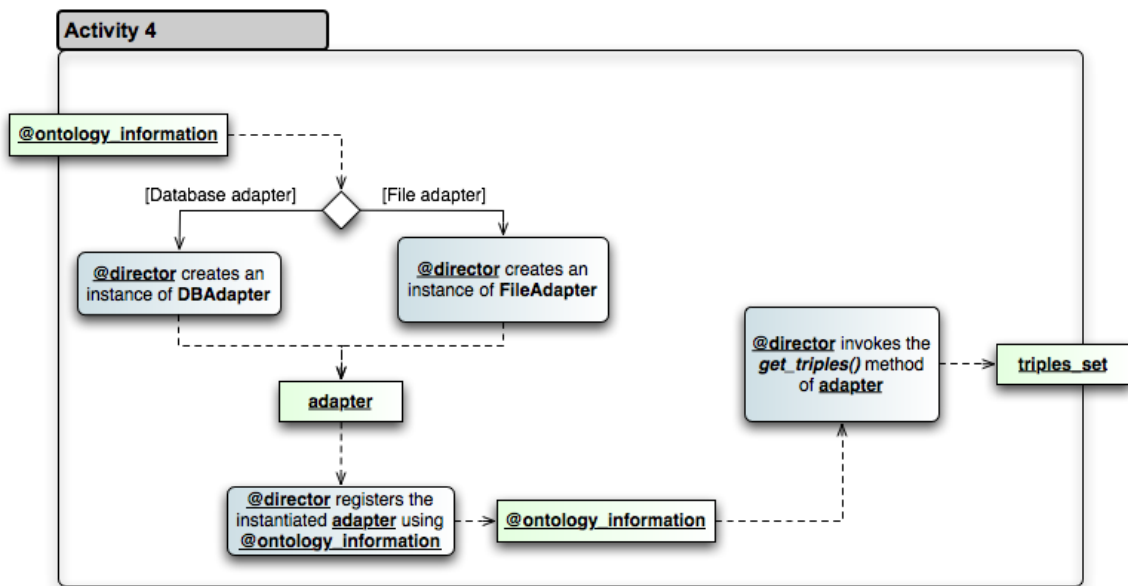 Activity 4
@ontology_information
[Database adapter]
[File adapter]
@director creates an
instance of DBAdapter
@director creates an
instance of FileAdapter
adapter
@director registers the
instantiated adapter using
@ontology_information
@ontology_information
@director invokes the
get_triples() method
of adapter
triples_set